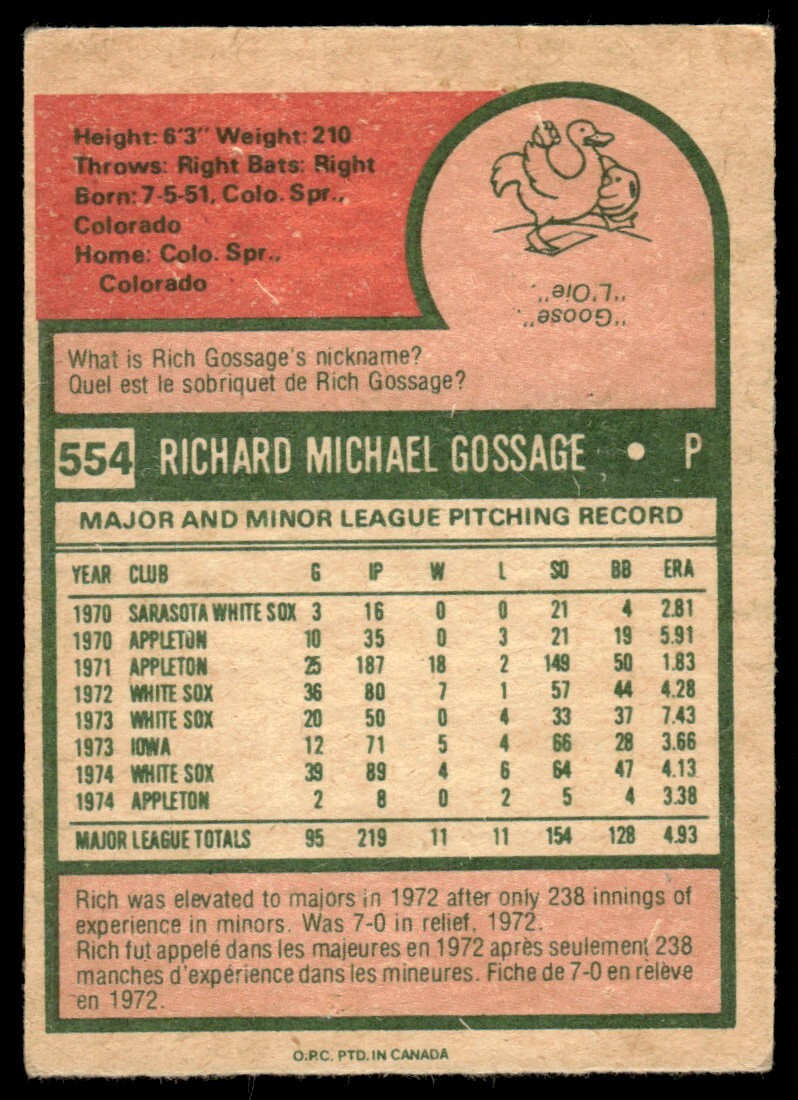 Height: 6'3" Weight: 210
Throws: Right Bats: Right
Born: 7-5-51, Colo. Spr.,
Colorado
Home: Colo. Spr.,
Colorado
"Goose",
"L'Oie",
What is Rich Gossage's nickname?
Quel est le sobriquet de Rich Gossage?
554 RICHARD MICHAEL GOSSAGE • P
MAJOR AND MINOR LEAGUE PITCHING RECORD
YEAR CLUB G IP W L SO BB ERA
1970 SARASOTA WHITE SOX 3 16 0 0 21 4 2.81
1970 APPLETON 10 35 0 3 21 19 5.91
1971 APPLETON 25 187 18 2 149 50 1.83
1972 WHITE SOX 36 80 7 1 57 44 4.28
1973 WHITE SOX 20 50 0 4 33 37 7.43
1973 IOWA 12 71 5 4 66 28 3.66
1974 WHITE SOX 39 89 4 6 64 47 4.13
1974 APPLETON 2 8 0 2 5 4 3.38
MAJOR LEAGUE TOTALS 95 219 11 11 154 128 4.93
Rich was elevated to majors in 1972 after only 238 innings of
experience in minors. Was 7-0 in relief, 1972.
Rich fut appelé dans les majeures en 1972 après seulement 238
manches d'expérience dans les mineures. Fiche de 7-0 en relève
en 1972.
O.P.C. PTD. IN CANADA